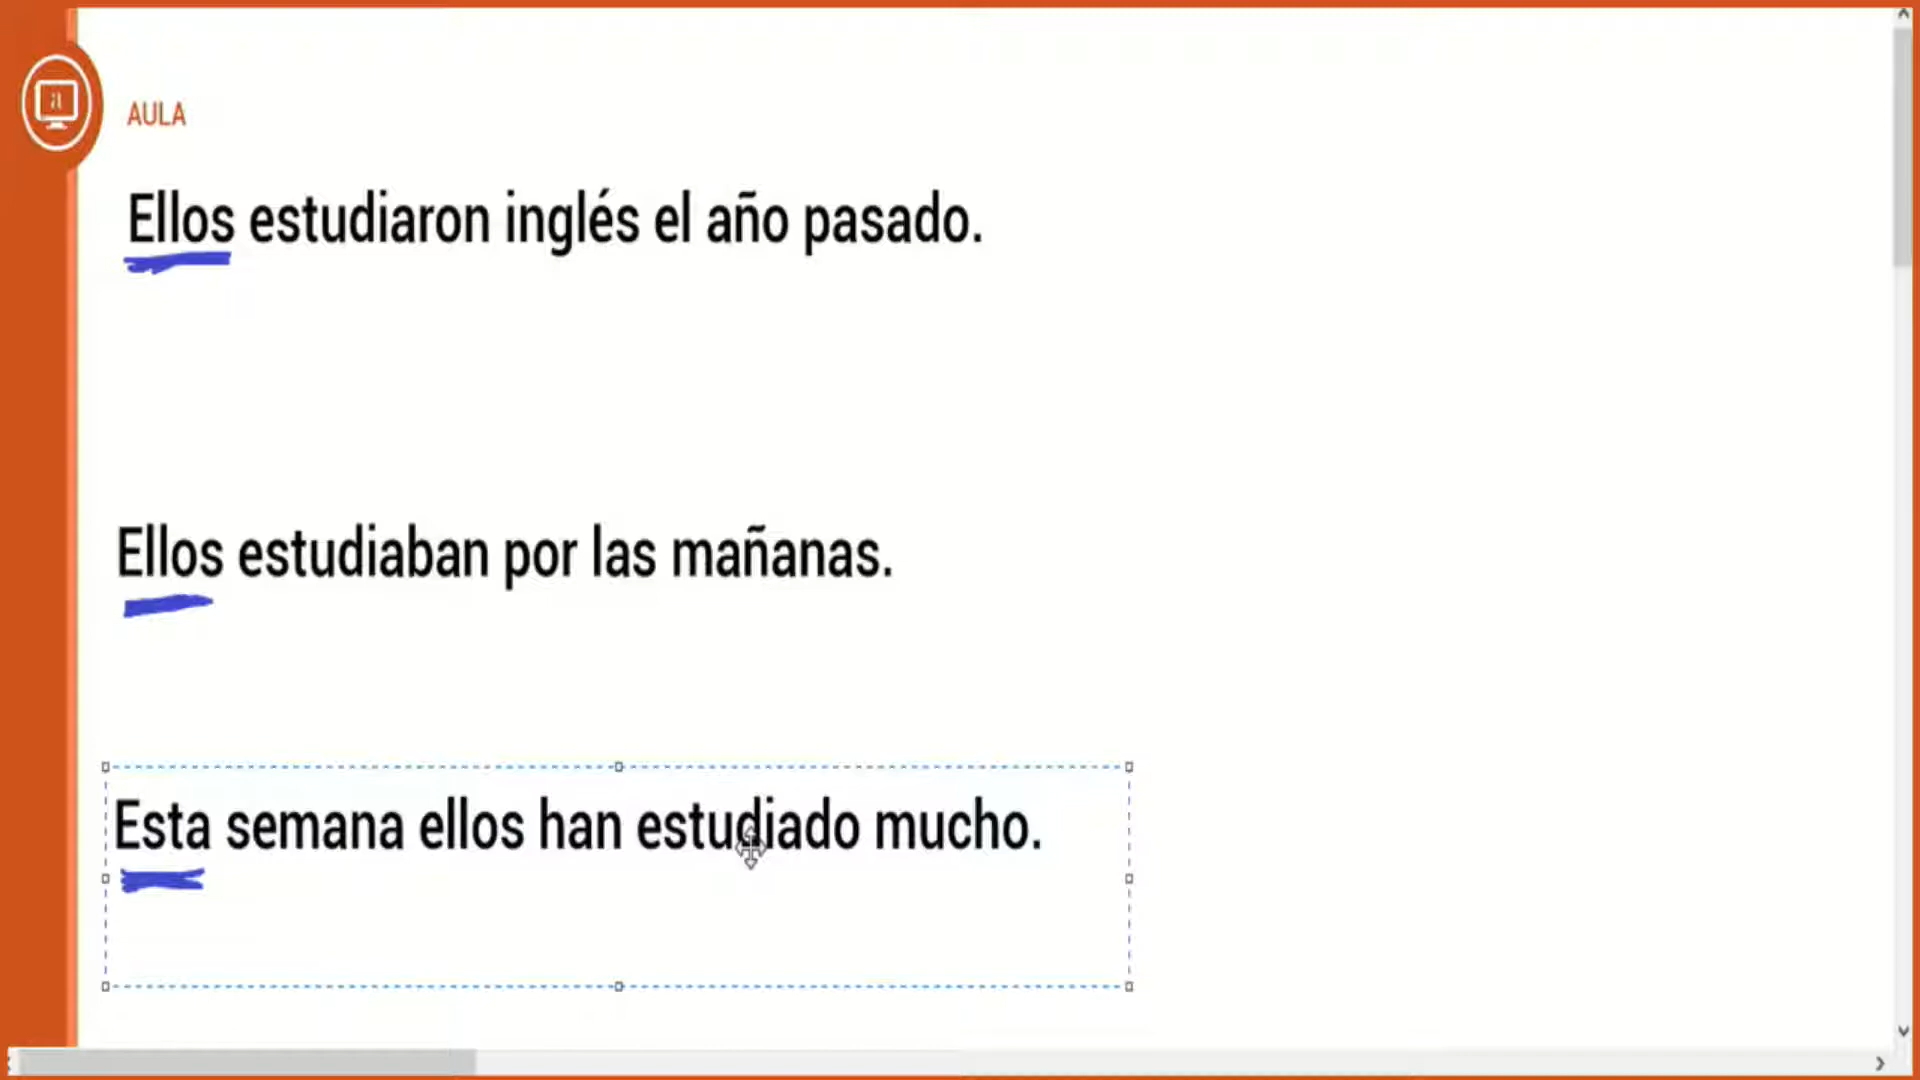 AULA
Ellos estudiaron inglés el año pasado.
Ellos estudiaban por las mañanas.
Esta semana ellos han estudiado mucho.